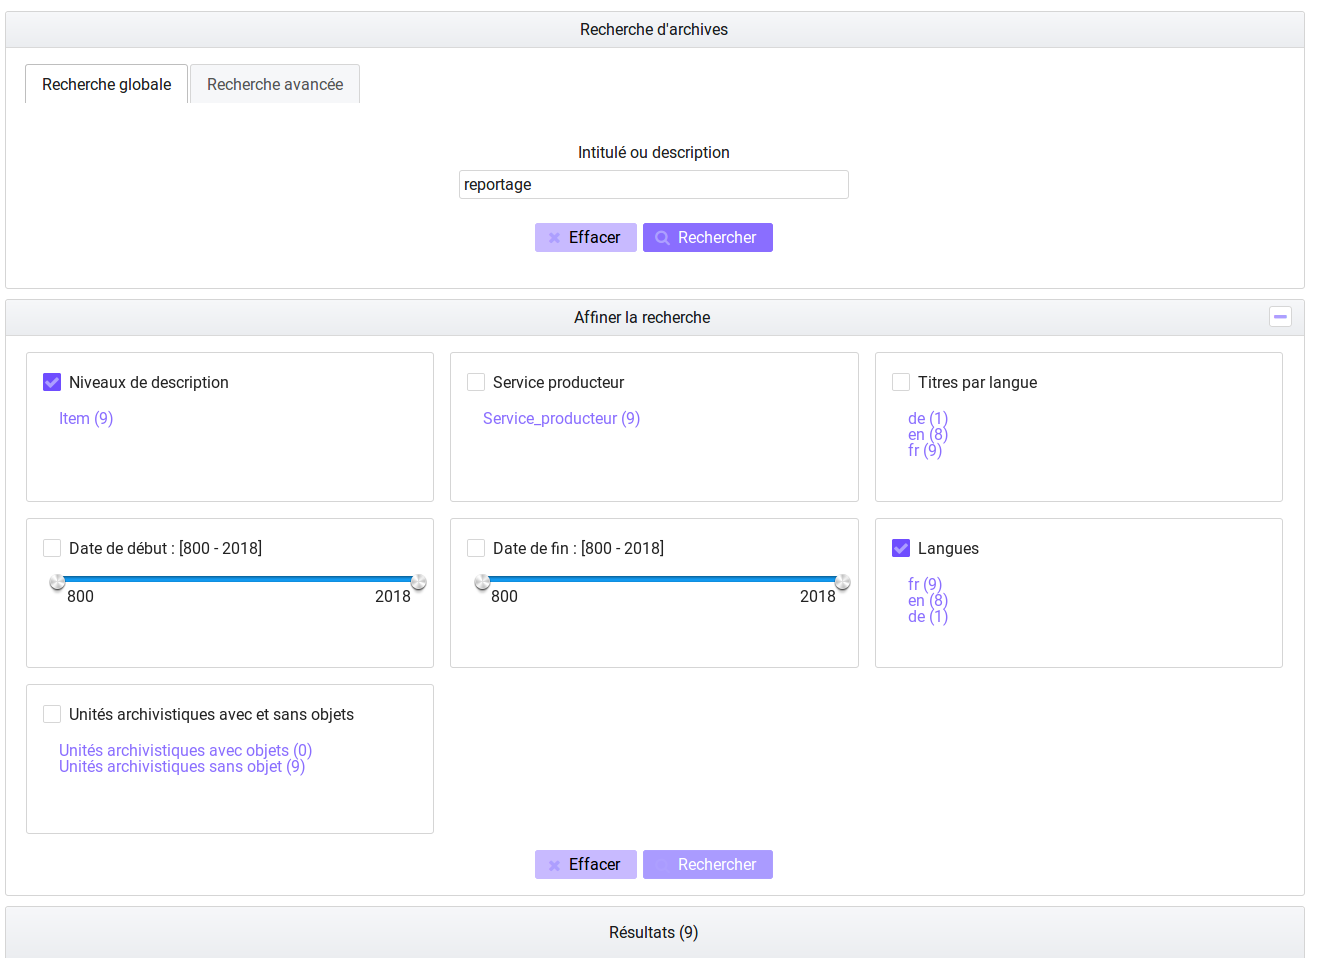 Recherche d'archives
Recherche globale
Recherche avancée
Intitulé ou description
reportage
Effacer
Rechercher
Affiner la recherche
Niveaux de description
Item (9)
Service producteur
Service_producteur (9)
Titres par langue
de (1)
en (8)
fr (9)
Date de début : [800 - 2018]
800
2018
Date de fin : [800 - 2018]
800
2018
Langues
fr (9)
en (8)
de (1)
Unités archivistiques avec et sans objets
Unités archivistiques avec objets (0)
Unités archivistiques sans objet (9)
Effacer
Rechercher
Résultats (9)